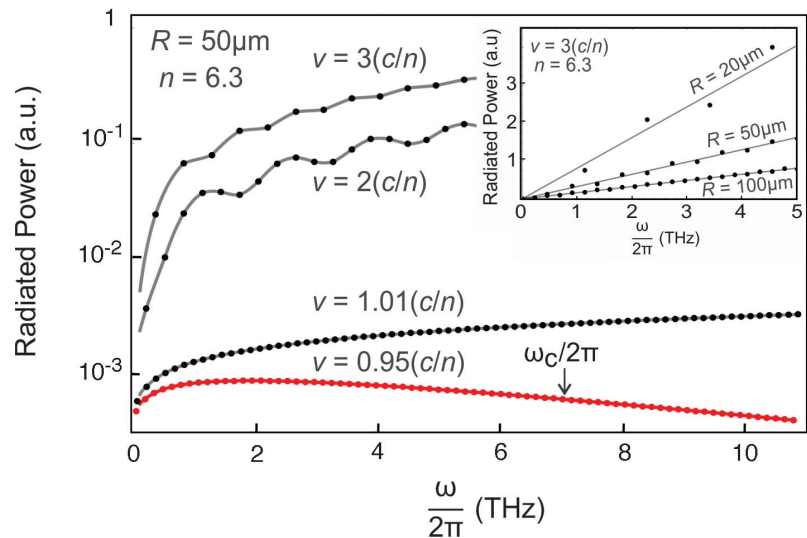 1
10⁻¹
10⁻²
10⁻³
Radiated Power (a.u.)
R = 50μm
n = 6.3
v = 3(c/n)
v = 2(c/n)
v = 1.01(c/n)
v = 0.95(c/n)
ω_C/2π
0 2 4 6 8 10
ω/2π (THz)
v = 3(c/n)
n = 6.3
R = 20μm
R = 50μm
R = 100μm
Radiated Power (a.u)
3
2
1
0 1 2 3 4 5
ω/2π (THz)